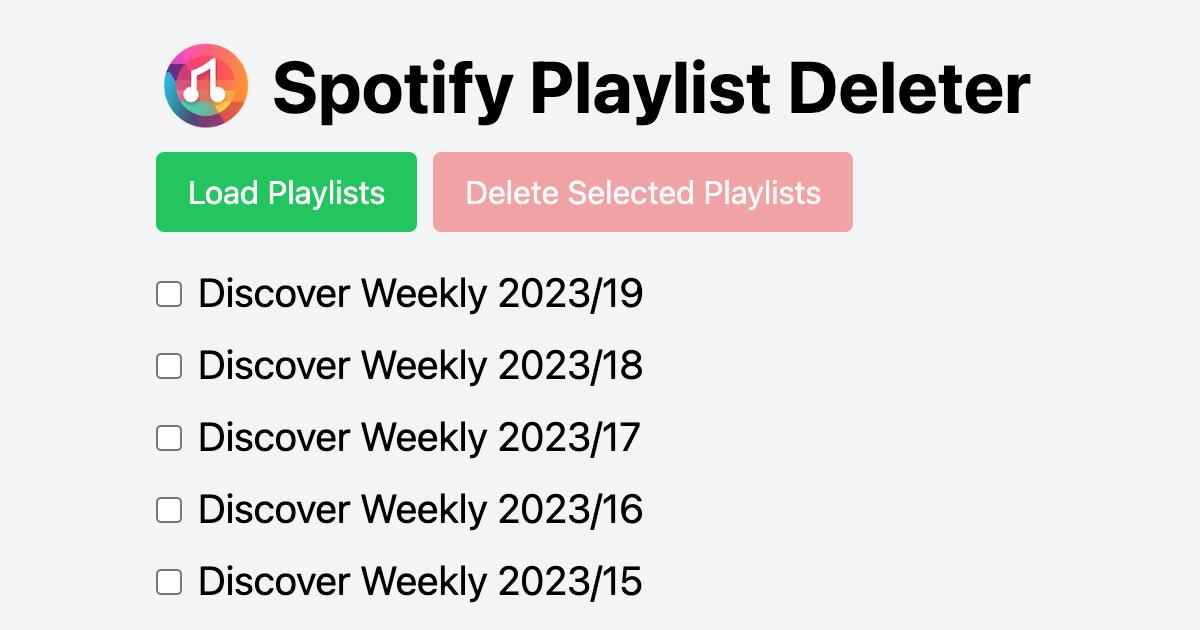 Spotify Playlist Deleter
Load Playlists Delete Selected Playlists
Discover Weekly 2023/19
Discover Weekly 2023/18
Discover Weekly 2023/17
Discover Weekly 2023/16
Discover Weekly 2023/15